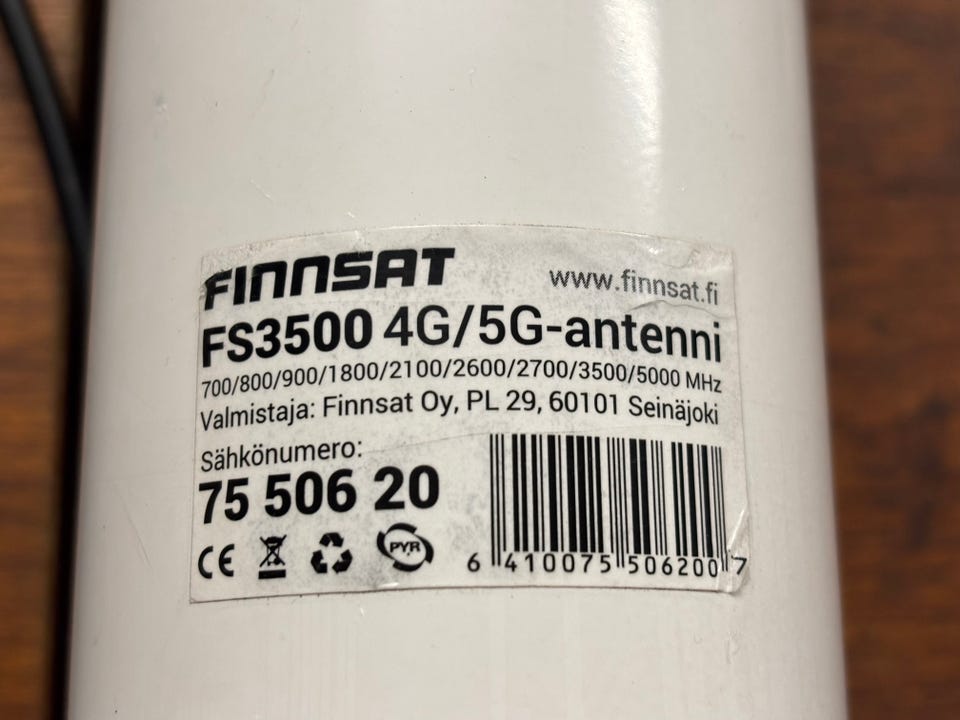 FINNSAT
www.finnsat.fi
FS3500 4G/5G-antenni
700/800/900/1800/2100/2600/2700/3500/5000 MHz
Valmistaja: Finnsat Oy, PL 29, 60101 Seinäjoki
Sähkönumero:
75 506 20
CE PYR
6 410075 506200 7